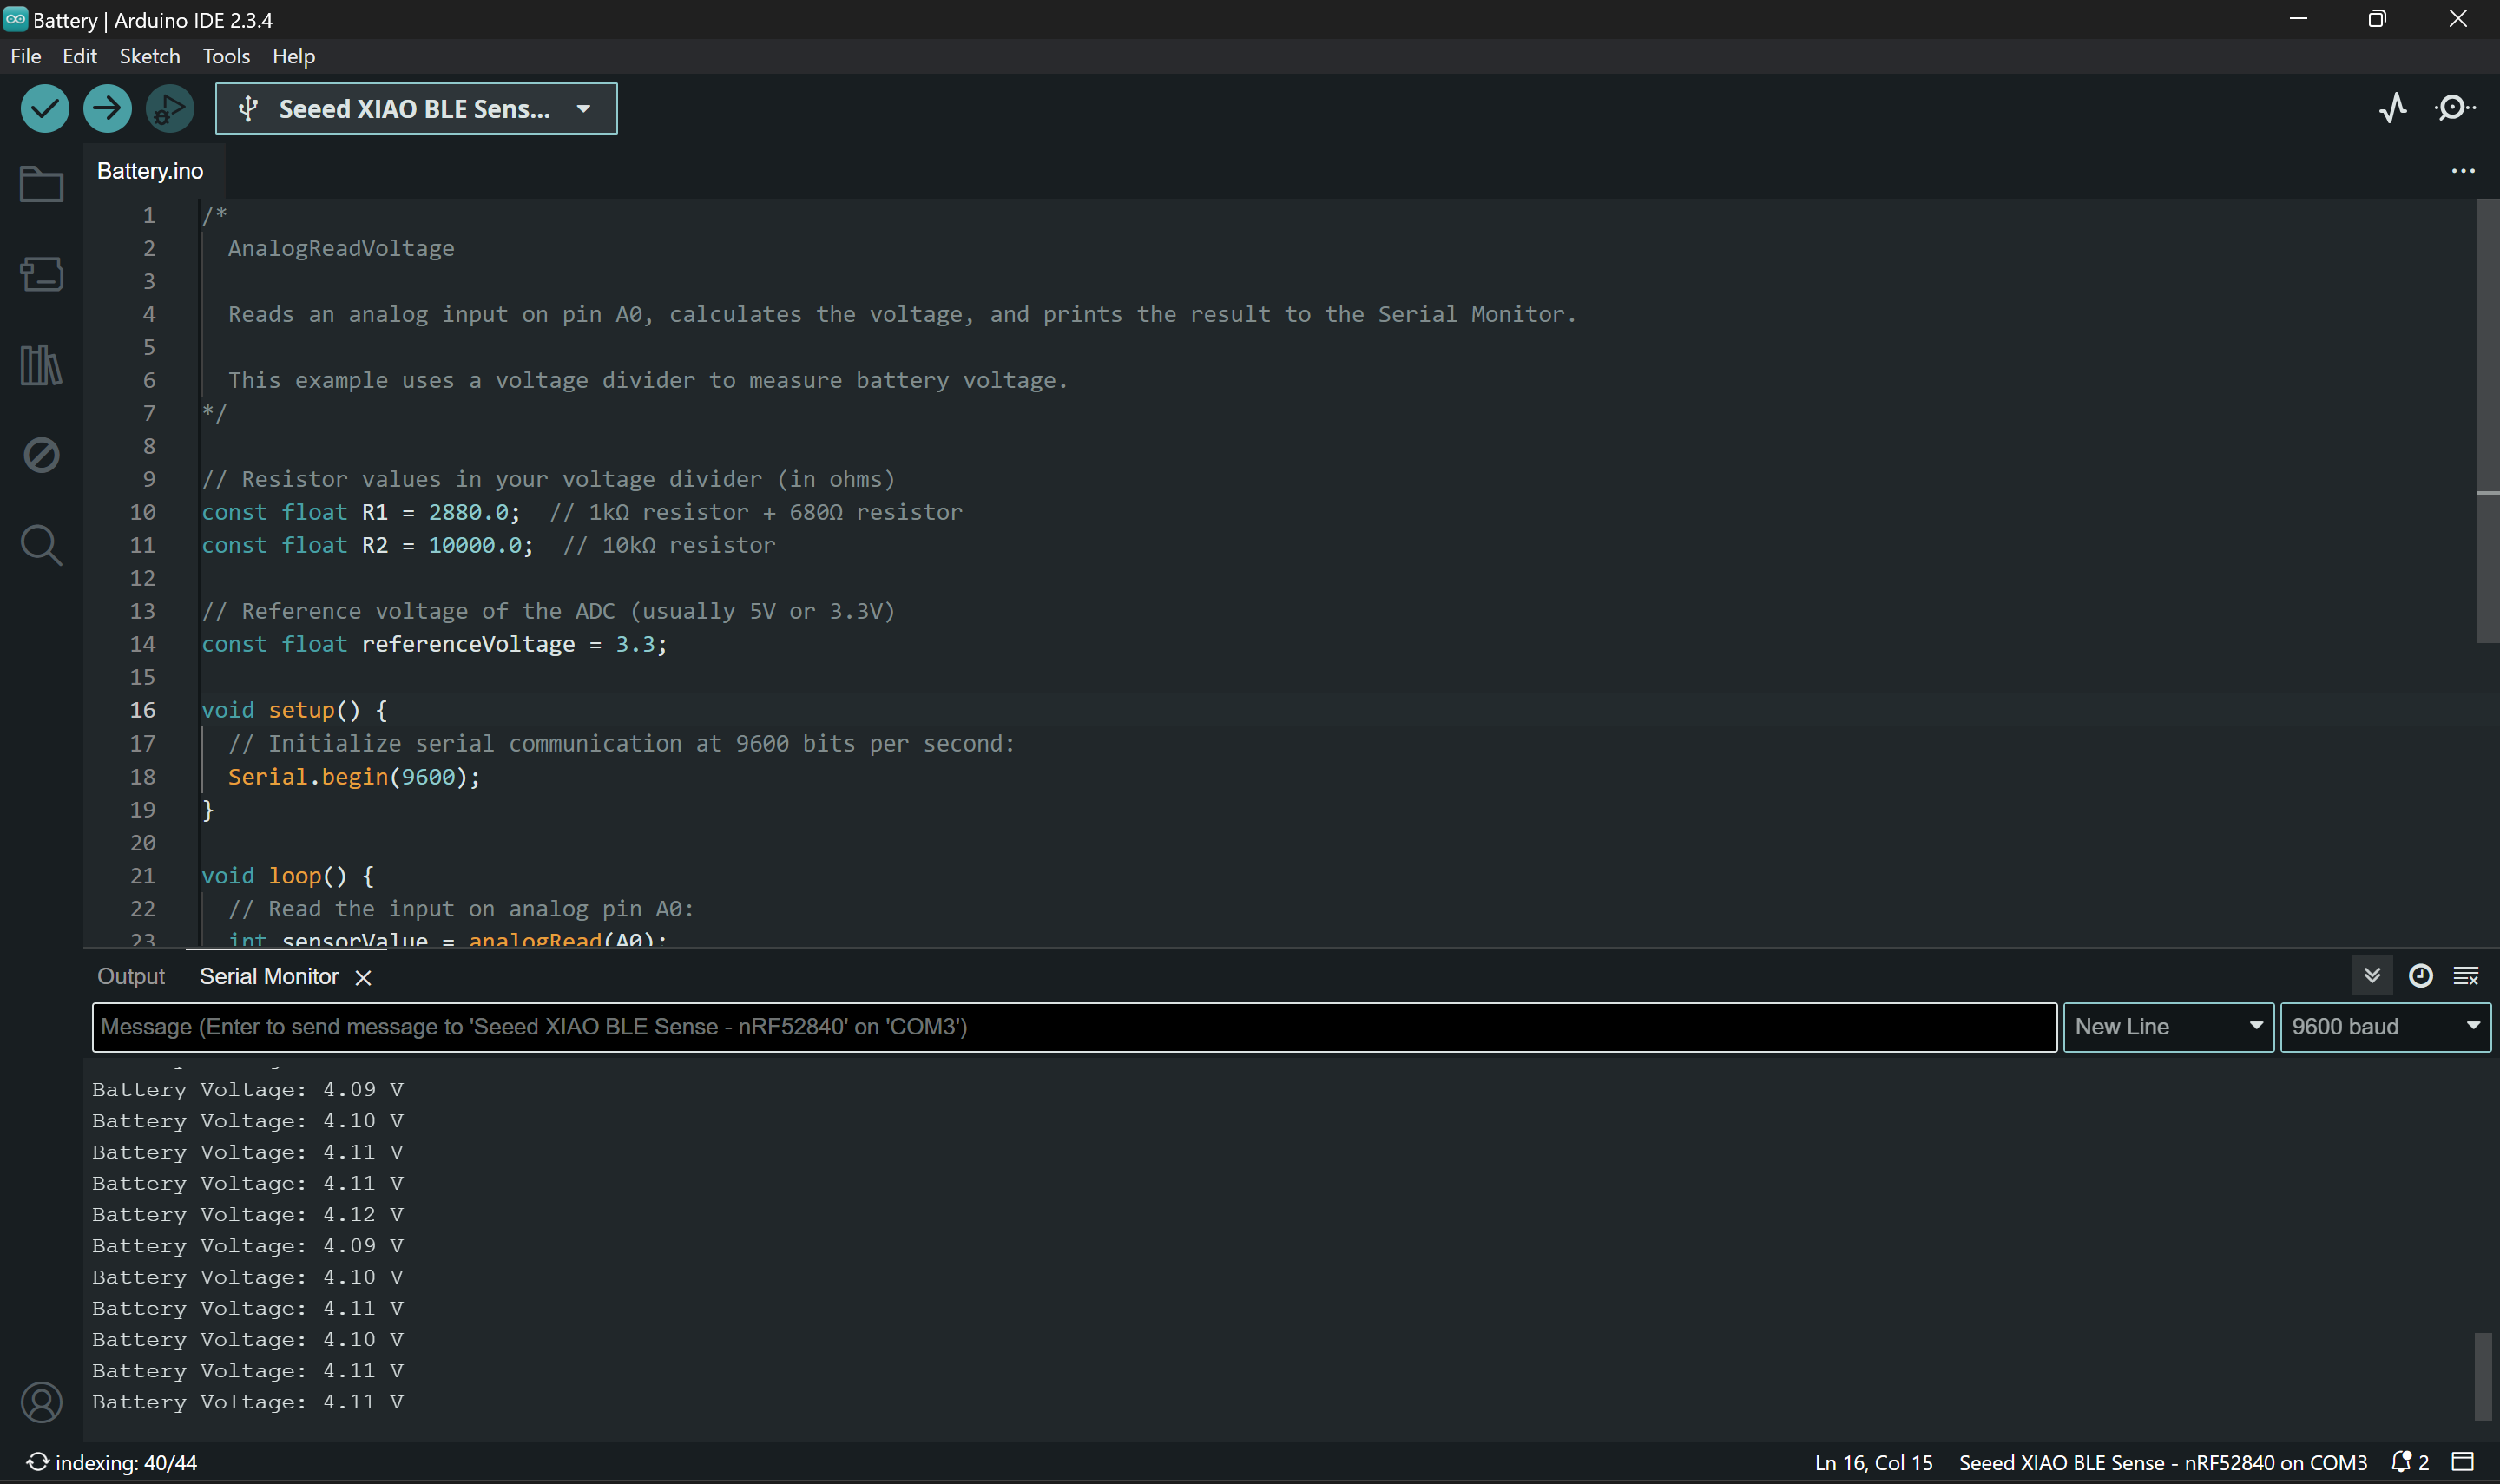 Battery | Arduino IDE 2.3.4
File Edit Sketch Tools Help
Seeed XIAO BLE Sens...
Battery.ino
1 /*
2 AnalogReadVoltage
3
4 Reads an analog input on pin A0, calculates the voltage, and prints the result to the Serial Monitor.
5
6 This example uses a voltage divider to measure battery voltage.
7 */
8
9 // Resistor values in your voltage divider (in ohms)
10 const float R1 = 2880.0; // 1kΩ resistor + 680Ω resistor
11 const float R2 = 10000.0; // 10kΩ resistor
12
13 // Reference voltage of the ADC (usually 5V or 3.3V)
14 const float referenceVoltage = 3.3;
15
16 void setup() {
17 // Initialize serial communication at 9600 bits per second:
18 Serial.begin(9600);
19 }
20
21 void loop() {
22 // Read the input on analog pin A0:
23 int sensorValue = analogRead(A0);
Output Serial Monitor
Message (Enter to send message to 'Seeed XIAO BLE Sense - nRF52840' on 'COM3') New Line 9600 baud
Battery Voltage: 4.09 V
Battery Voltage: 4.10 V
Battery Voltage: 4.11 V
Battery Voltage: 4.11 V
Battery Voltage: 4.12 V
Battery Voltage: 4.09 V
Battery Voltage: 4.10 V
Battery Voltage: 4.11 V
Battery Voltage: 4.10 V
Battery Voltage: 4.11 V
Battery Voltage: 4.11 V
indexing: 40/44 Ln 16, Col 15 Seeed XIAO BLE Sense - nRF52840 on COM3 2